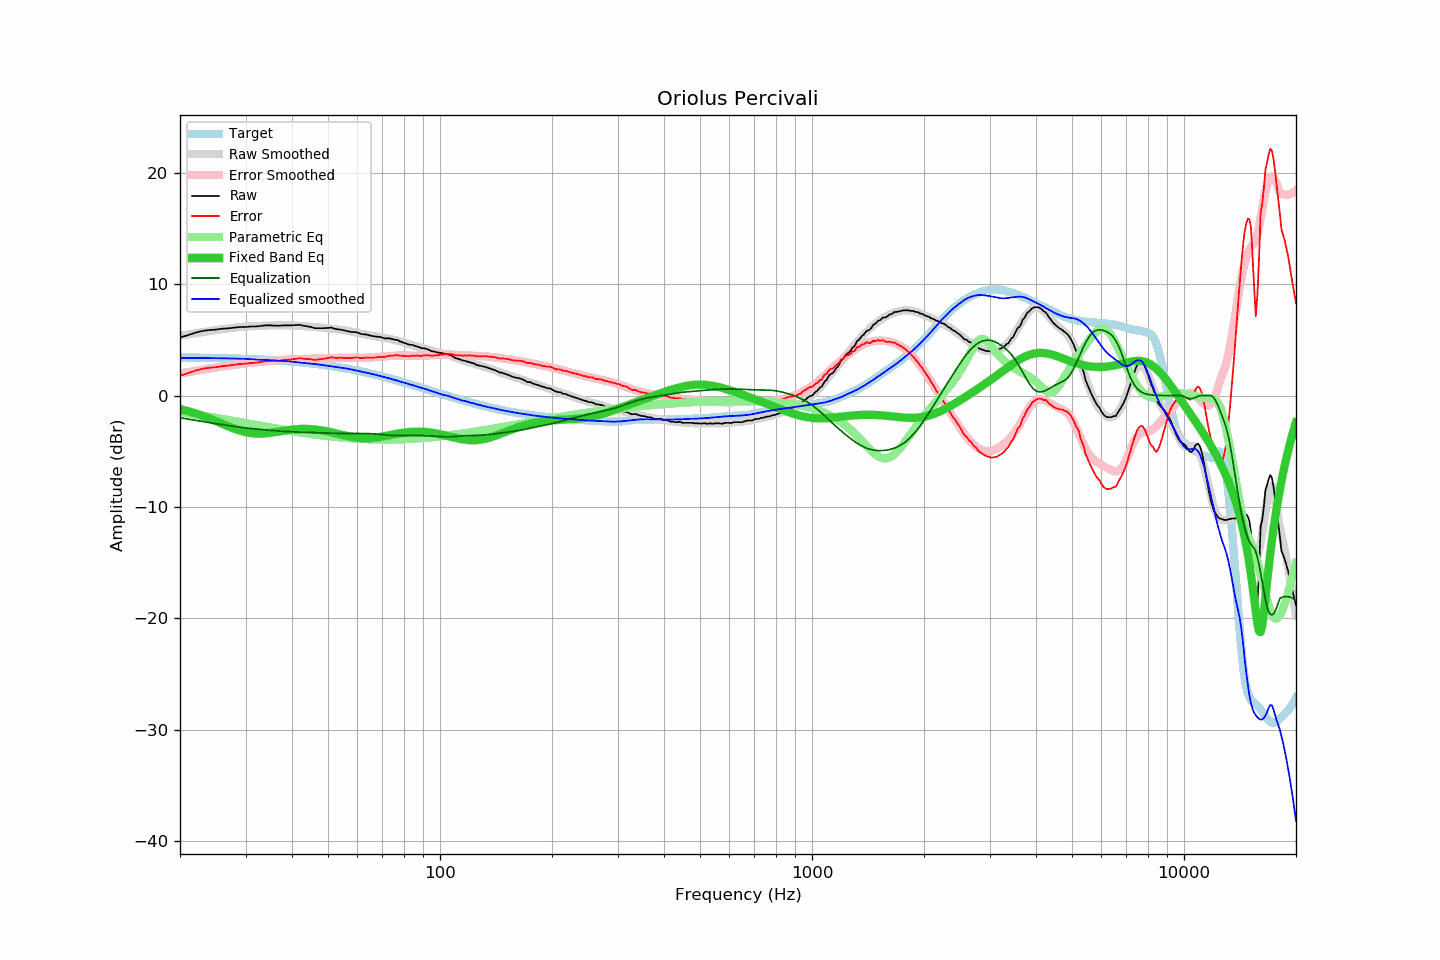 Oriolus Percivali
Target
Raw Smoothed
Error Smoothed
Raw
Error
Parametric Eq
Fixed Band Eq
Equalization
Equalized smoothed
20
10
0
−10
−20
−30
−40
Amplitude (dBr)
100
1000
10000
Frequency (Hz)